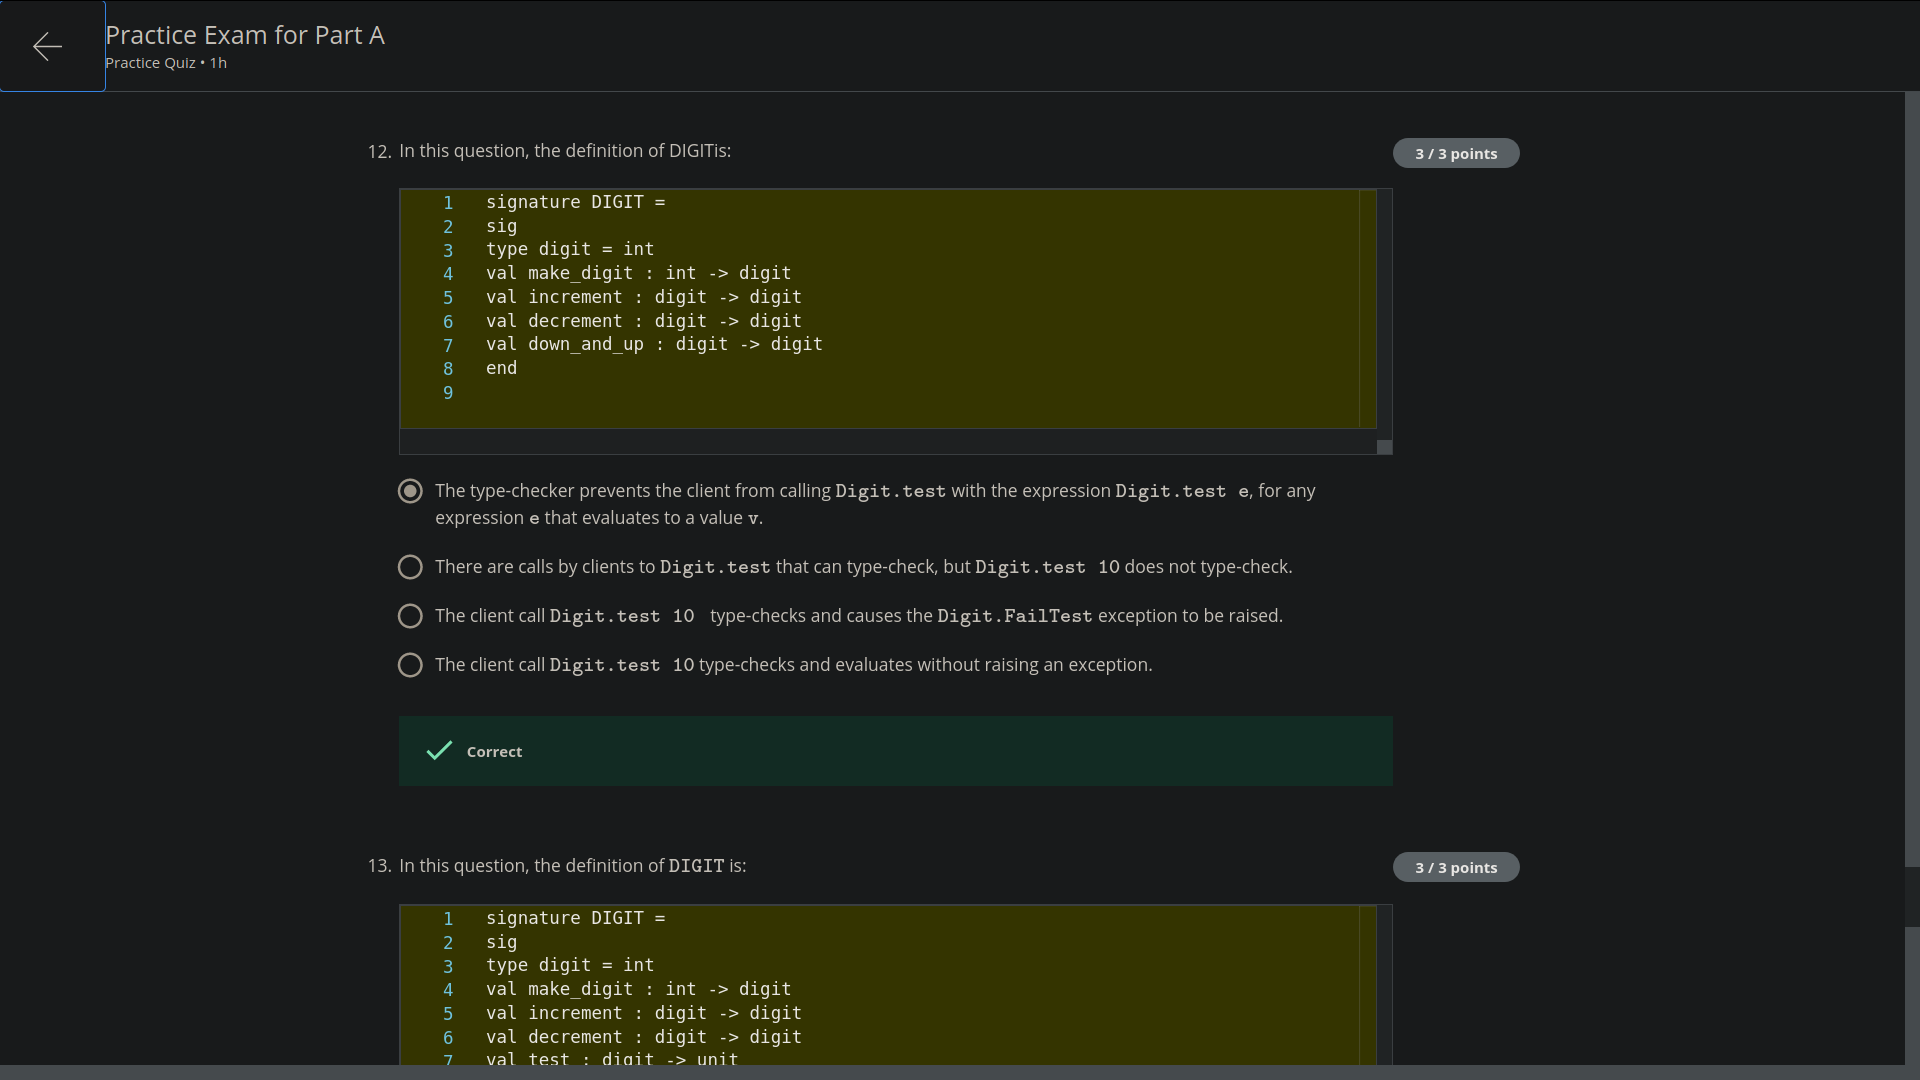 Practice Exam for Part A
Practice Quiz • 1h
12. In this question, the definition of DIGITis:
3 / 3 points
1 signature DIGIT =
2 sig
3 type digit = int
4 val make_digit : int -> digit
5 val increment : digit -> digit
6 val decrement : digit -> digit
7 val down_and_up : digit -> digit
8 end
9
The type-checker prevents the client from calling Digit.test with the expression Digit.test e, for any
expression e that evaluates to a value v.
There are calls by clients to Digit.test that can type-check, but Digit.test 10 does not type-check.
The client call Digit.test 10 type-checks and causes the Digit.FailTest exception to be raised.
The client call Digit.test 10 type-checks and evaluates without raising an exception.
Correct
13. In this question, the definition of DIGIT is:
3 / 3 points
1 signature DIGIT =
2 sig
3 type digit = int
4 val make_digit : int -> digit
5 val increment : digit -> digit
6 val decrement : digit -> digit
7 val test : digit -> unit